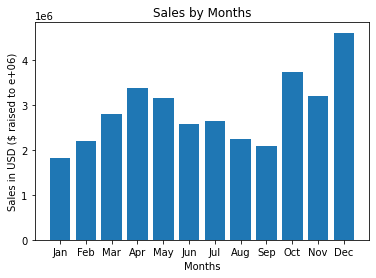 Sales by Months
1e6
Sales in USD ($ raised to e+06)
4
3
2
1
0
Jan Feb Mar Apr May Jun Jul Aug Sep Oct Nov Dec
Months